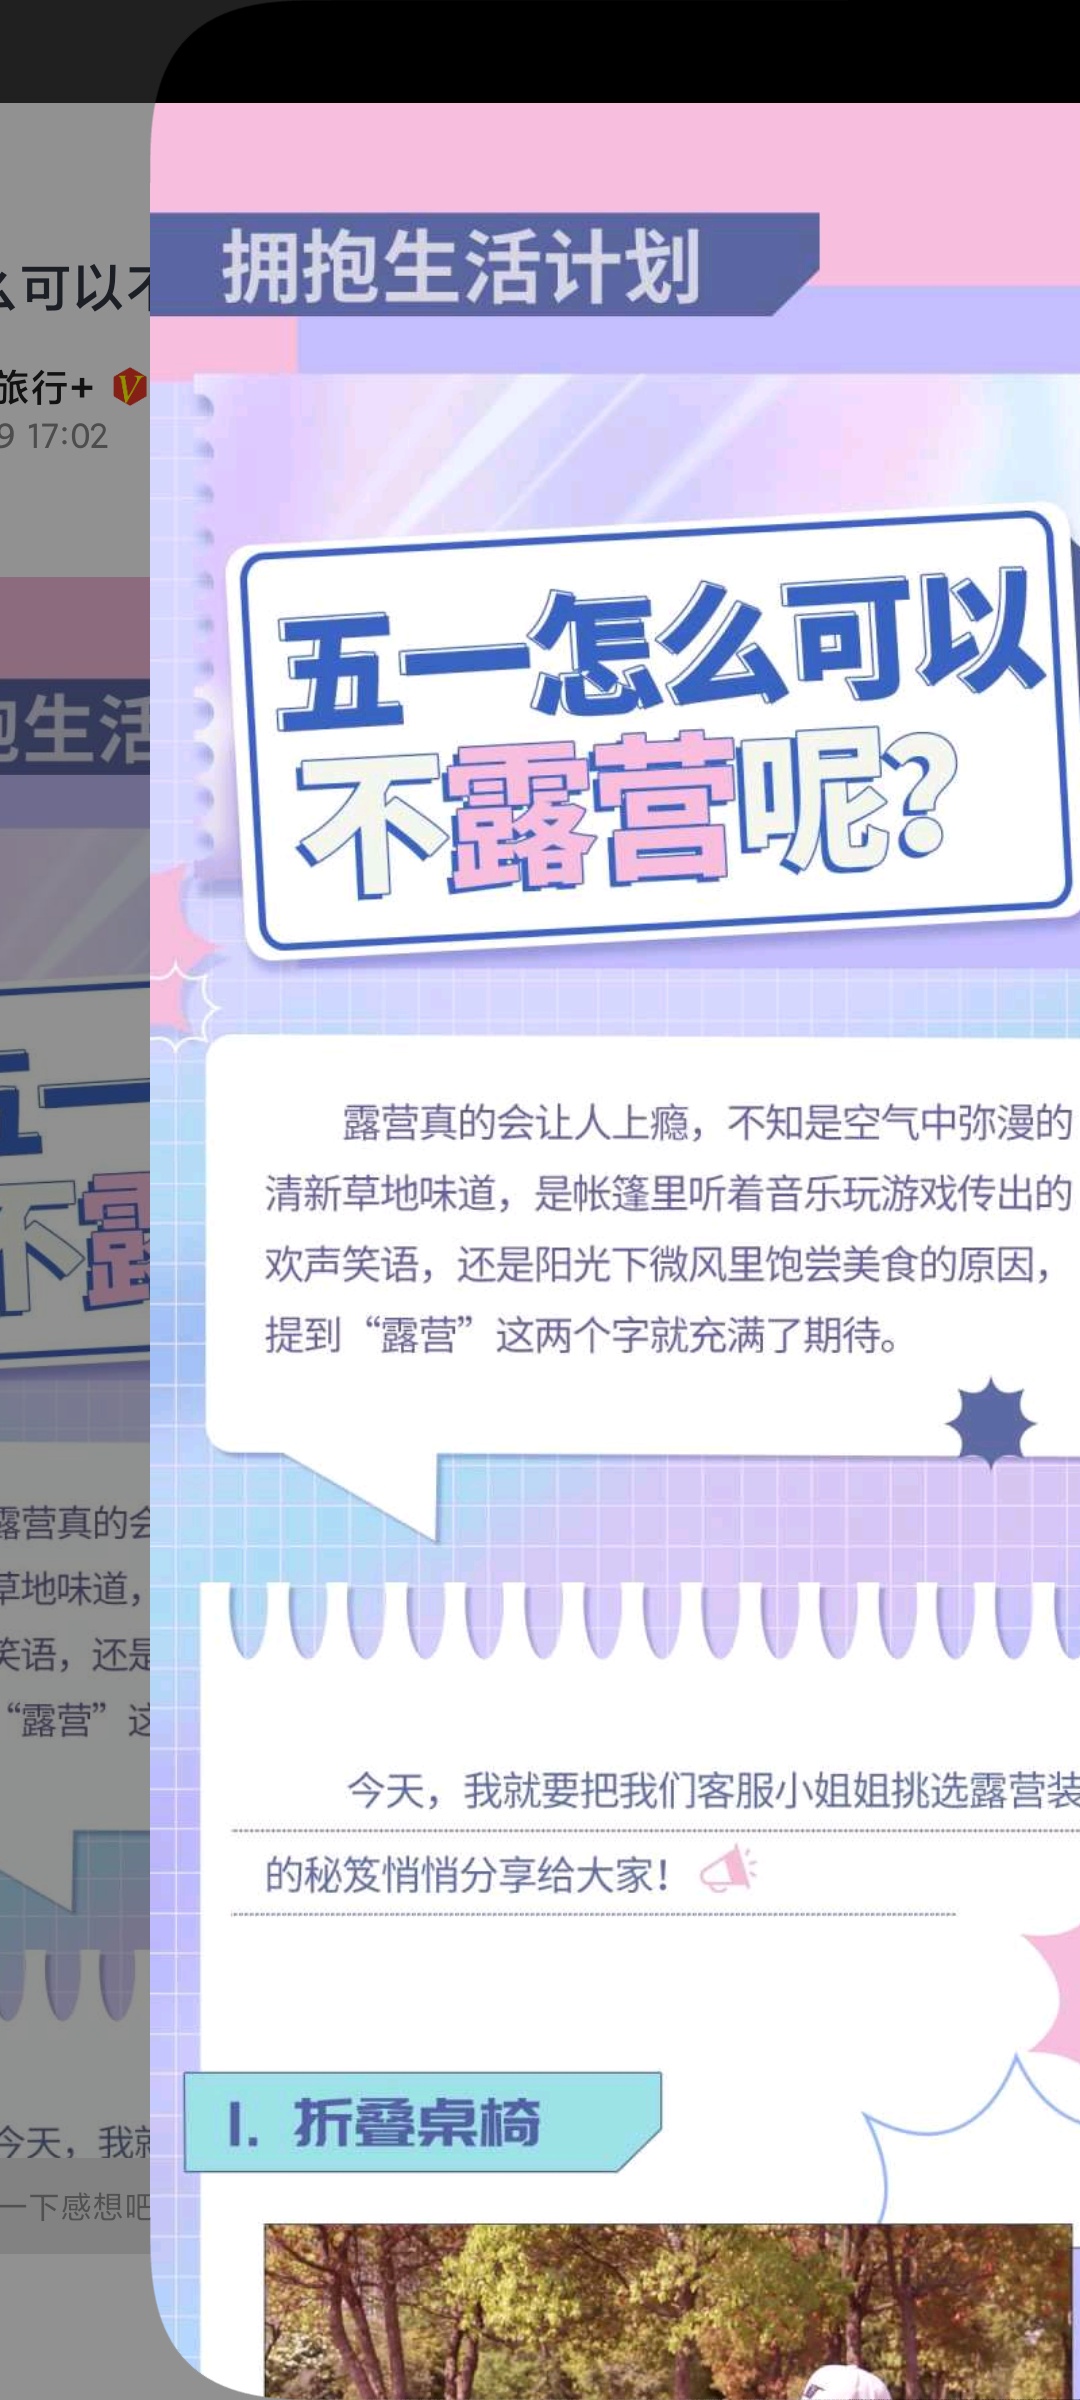 么可以
旅行+
9 17:02
抱生活
五一
不露
露营真的会
草地味道，
笑语，还是
“露营”这
今天，我就
一下感想吧
拥抱生活计划
五一怎么可以
不露营呢？
露营真的会让人上瘾，不知是空气中弥漫的
清新草地味道，是帐篷里听着音乐玩游戏传出的
欢声笑语，还是阳光下微风里饱尝美食的原因，
提到“露营”这两个字就充满了期待。
今天，我就要把我们客服小姐姐挑选露营装
的秘笈悄悄分享给大家！
1. 折叠桌椅